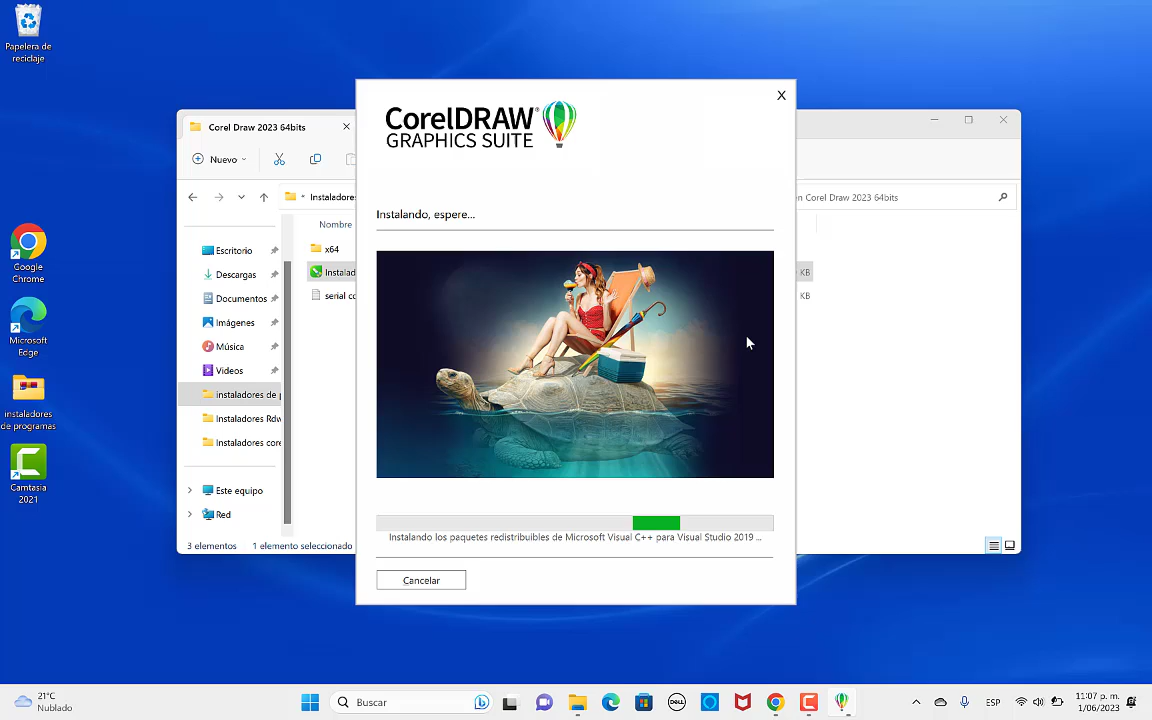 Papelera de
reciclaje
Google
Chrome
Microsoft
Edge
instaladores
de programas
Camtasia
2021
Corel Draw 2023 64bits
Nuevo
Instaladores
en Corel Draw 2023 64bits
Nombre
Escritorio
Descargas
Documentos
Imágenes
Música
Videos
instaladores de p
Instaladores Rdw
Instaladores core
Este equipo
Red
x64
Instalad
KB
serial co
KB
3 elementos
1 elemento seleccionado
X
CorelDRAW®
GRAPHICS SUITE
Instalando, espere...
Instalando los paquetes redistribuibles de Microsoft Visual C++ para Visual Studio 2019 ...
Cancelar
21°C
Nublado
Buscar
DELL
ESP
11:07 p. m.
1/06/2023